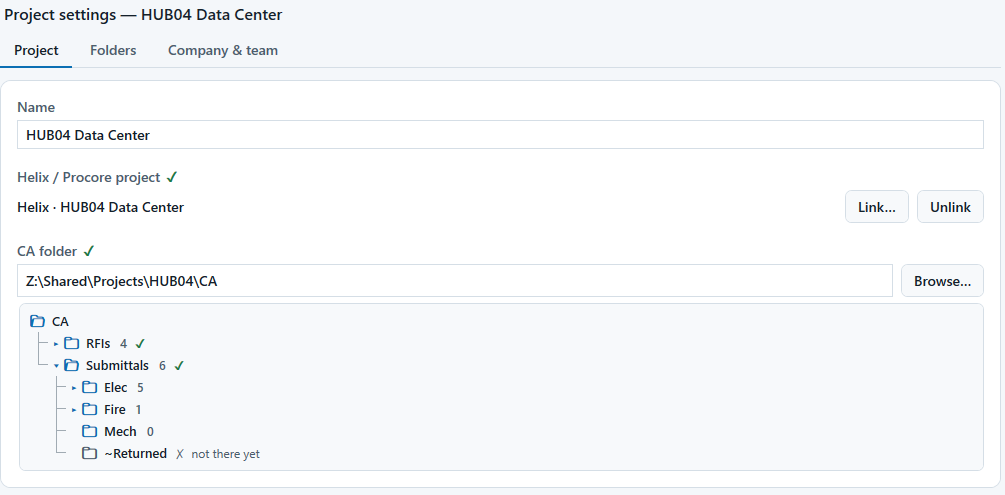 Project settings — HUB04 Data Center
Project Folders Company & team
Name
HUB04 Data Center
Helix / Procore project ✓
Helix · HUB04 Data Center Link... Unlink
CA folder ✓
Z:\Shared\Projects\HUB04\CA Browse...
CA
RFIs 4 ✓
Submittals 6 ✓
Elec 5
Fire 1
Mech 0
~Returned X not there yet